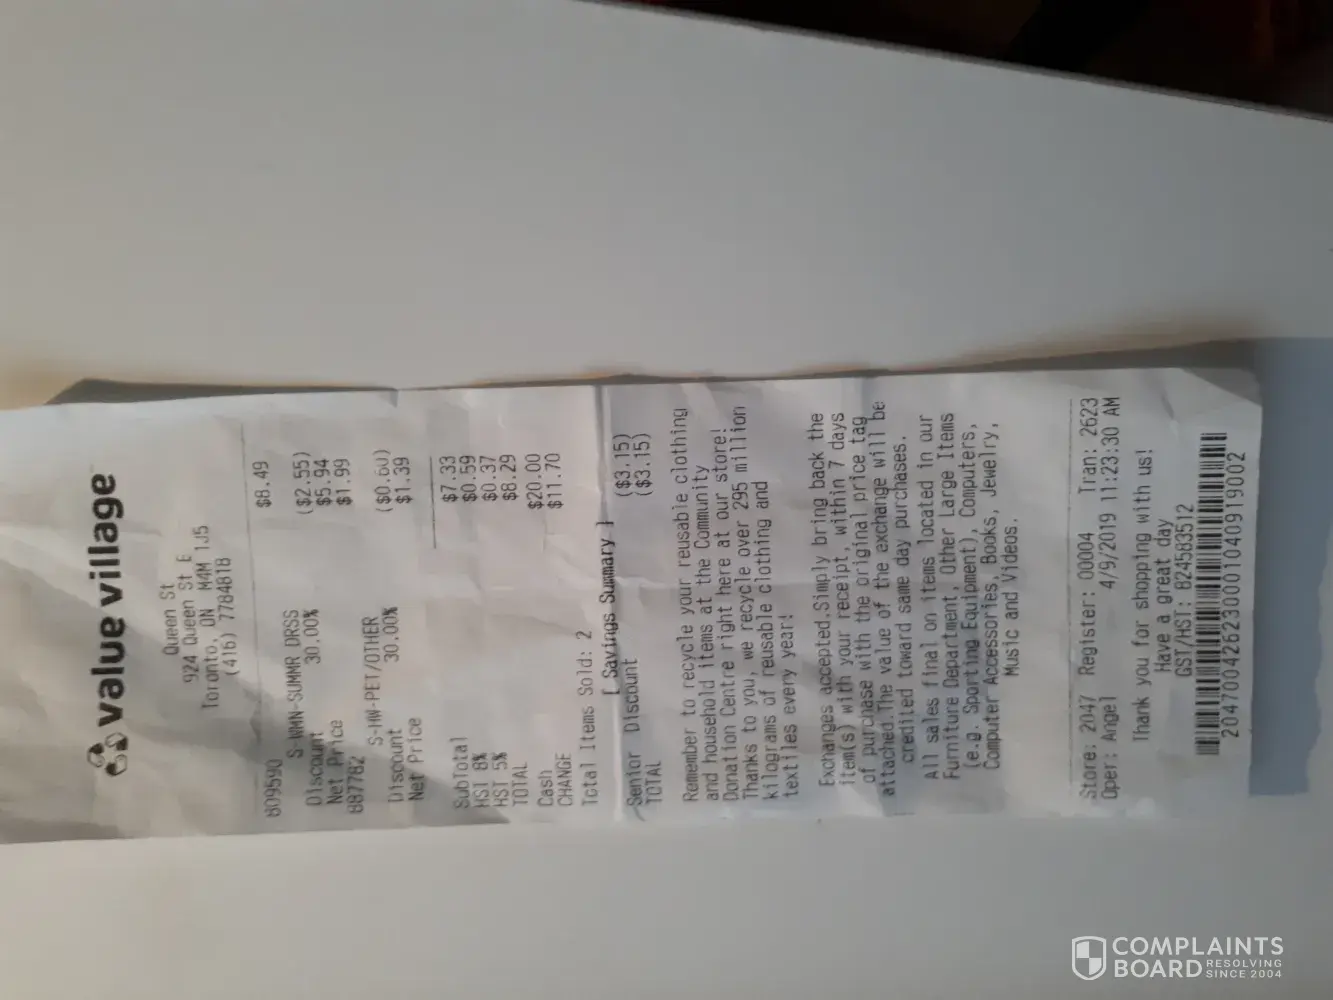 value village
Queen St
924 Queen St E
Toronto, ON M4M 1J5
(416) 7784818
809590 $8.49
S-WMN-SUMMR DRSS
Discount 30.00% ($2.55)
Net Price $5.94
887782 $1.99
S-HW-PET/OTHER
Discount 30.00% ($0.60)
Net Price $1.39
SubTotal $7.33
HST 8% $0.59
HST 5% $0.37
TOTAL $8.29
Cash $20.00
CHANGE $11.70
Total Items Sold: 2
[ Savings Summary ]
Senior Discount ($3.15)
TOTAL ($3.15)
Remember to recycle your reusable clothing
and household items at the Community
Donation Centre right here at our store!
Thanks to you, we recycle over 295 million
kilograms of reusable clothing and
textiles every year!
Exchanges accepted.Simply bring back the
item(s) with your receipt, within 7 days
of purchase with the original price tag
attached.The value of the exchange will be
credited toward same day purchases.
All sales final on items located in our
Furniture Department, Other Large Items
(e.g. Sporting Equipment), Computers,
Computer Accessories, Books, Jewelry,
Music and Videos.
Store: 2047 Register: 00004 Tran: 2623
Oper: Angel 4/9/2019 11:23:30 AM
Thank you for shopping with us!
Have a great day
GST/HST: 824583512
20470042623000104091 9002
COMPLAINTS
BOARD RESOLVING
SINCE 2004